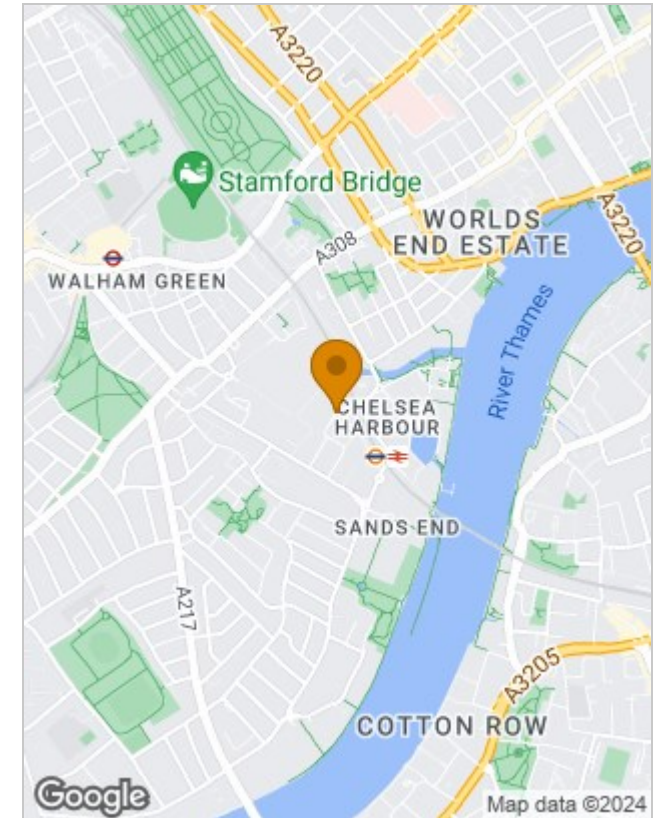 A3220
Stamford Bridge
WORLDS
END ESTATE
A3220
A308
WALHAM GREEN
River Thames
CHELSEA
HARBOUR
SANDS END
A217
A3205
COTTON ROW
Google
Map data ©2024